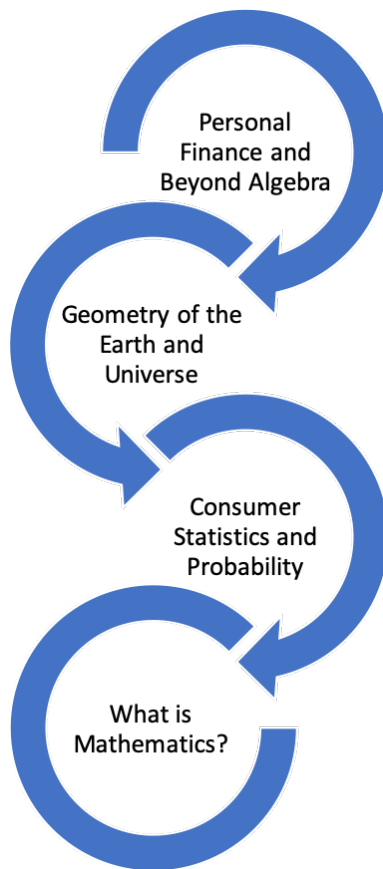 Personal
Finance and
Beyond Algebra
Geometry of the
Earth and
Universe
Consumer
Statistics and
Probability
What is
Mathematics?